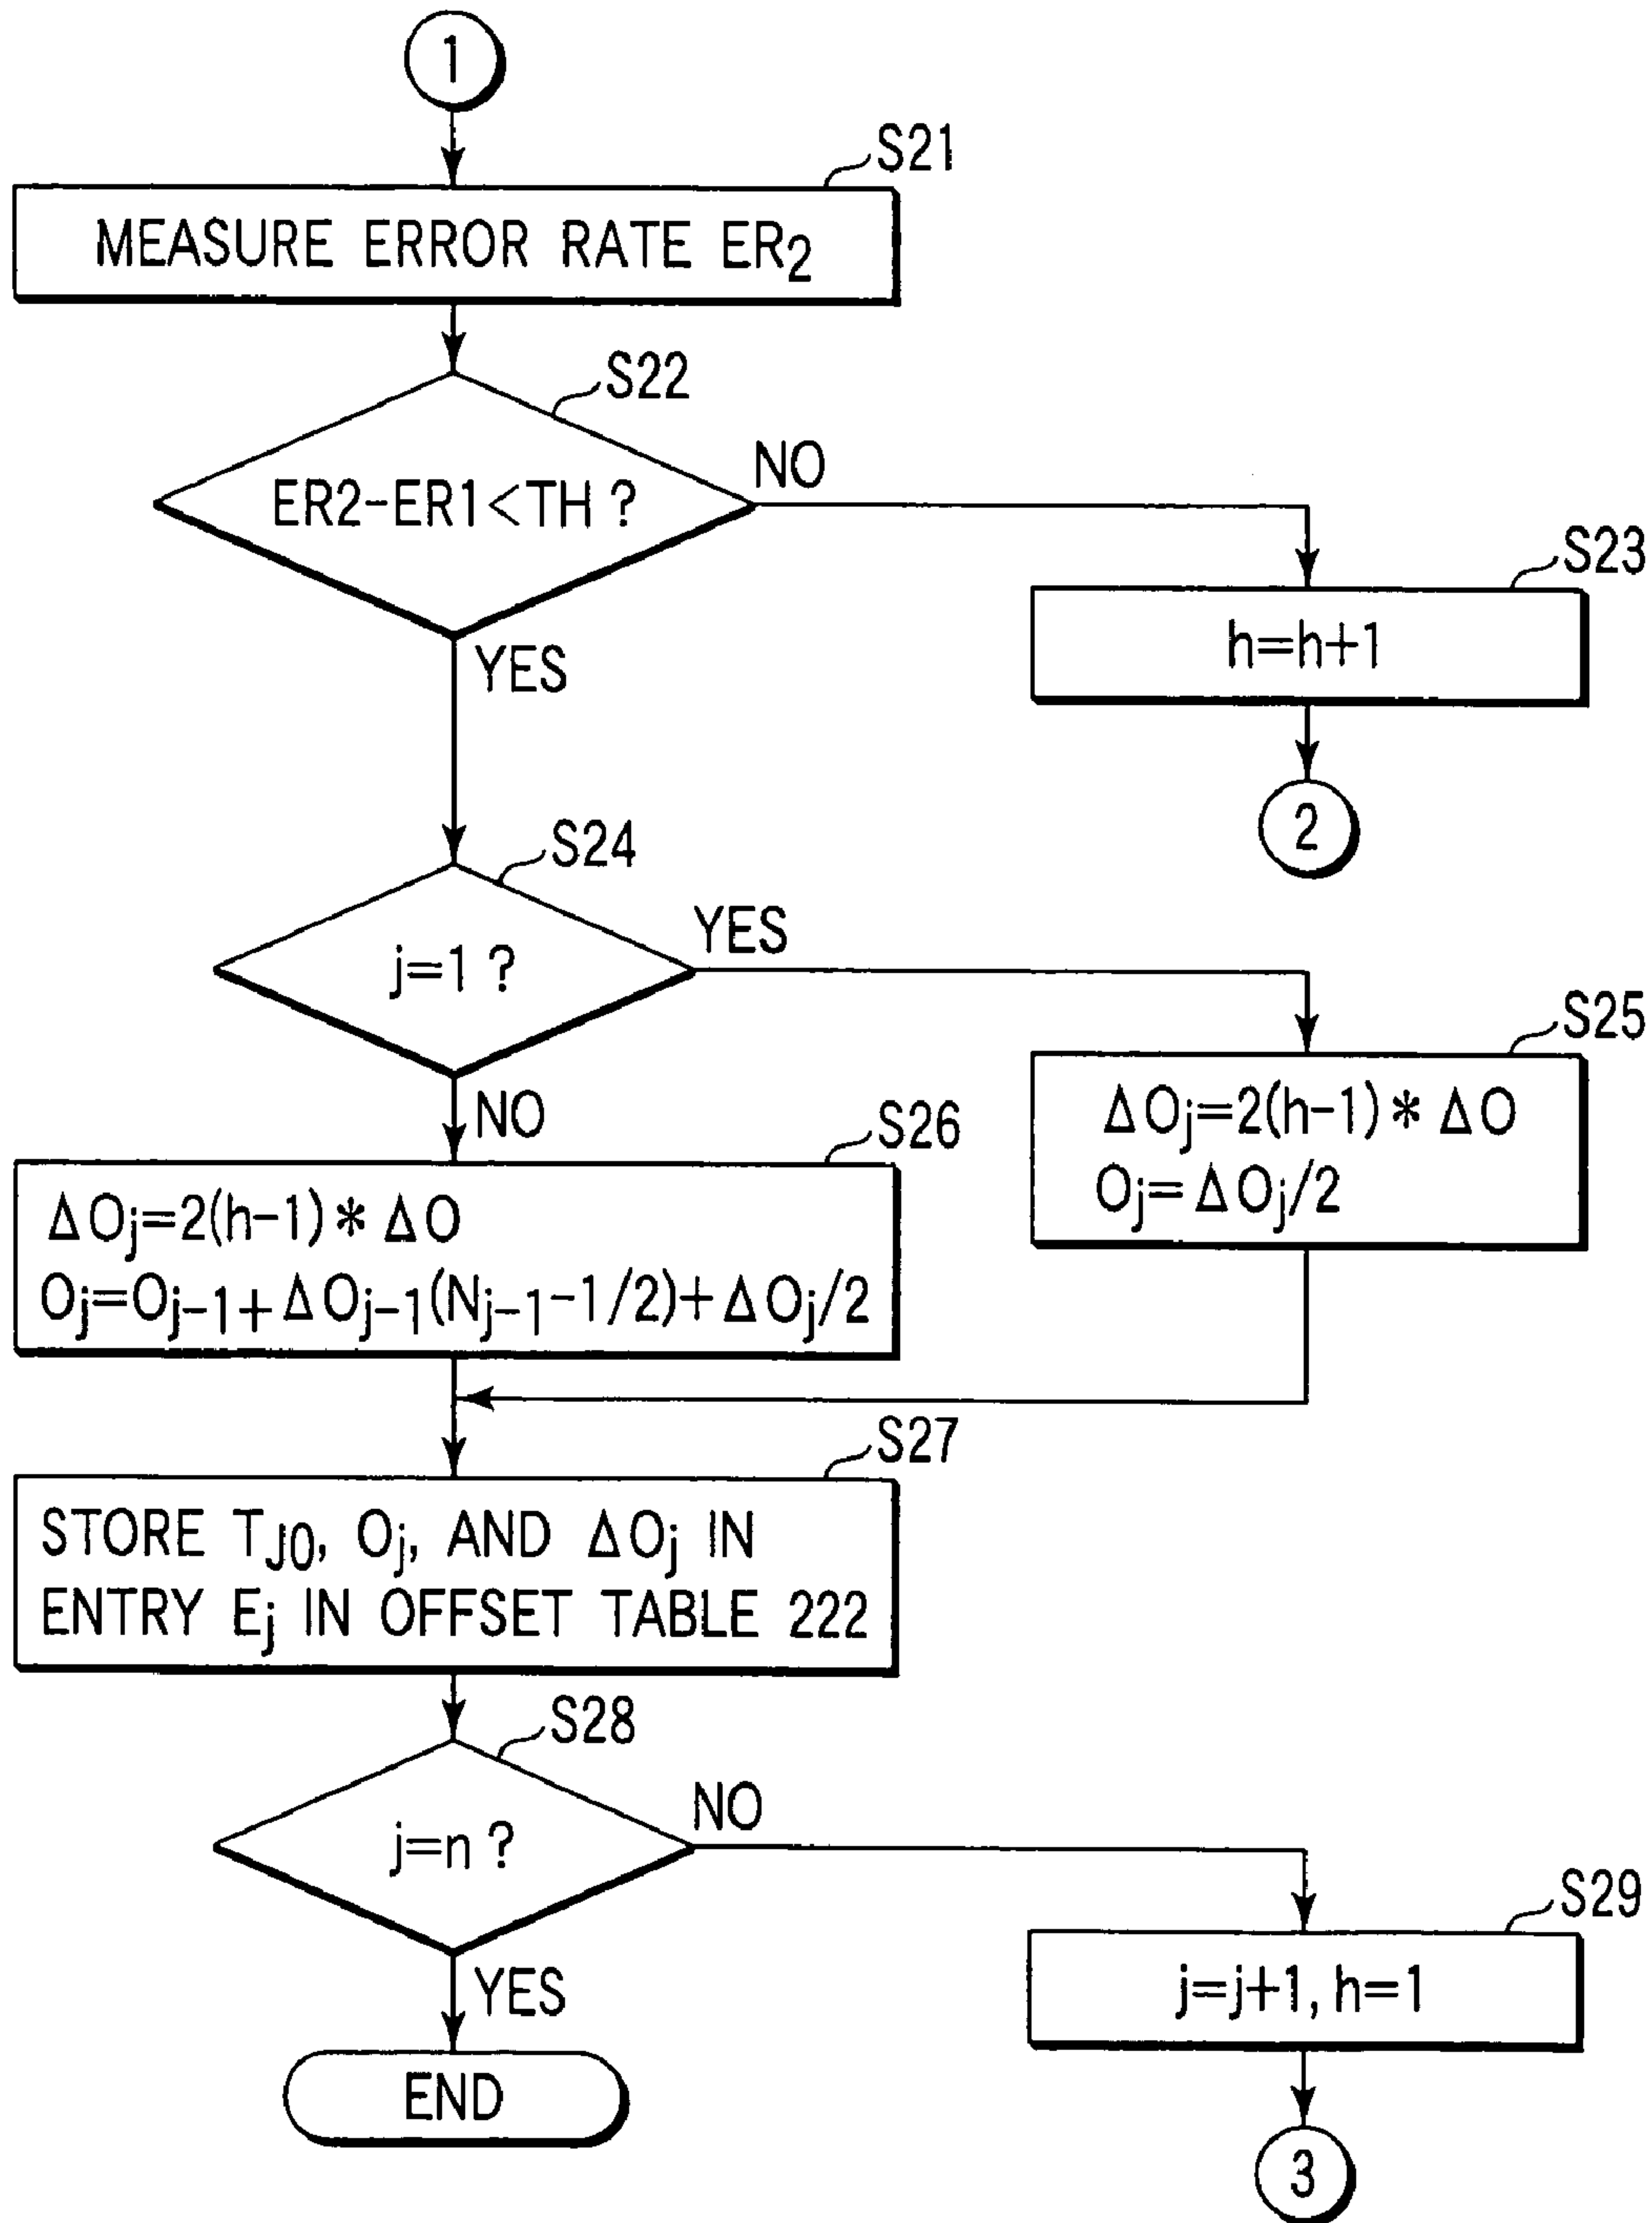 1
S21
MEASURE ERROR RATE ER₂
S22
ER2-ER1<TH ?
NO
YES
S23
h=h+1
2
S24
j=1 ?
YES
NO
S25
ΔOⱼ=2(h-1)* ΔO
Oⱼ= ΔOⱼ/2
S26
ΔOⱼ=2(h-1)* ΔO
Oⱼ=Oⱼ₋₁+ ΔOⱼ₋₁(Nⱼ₋₁-1/2)+ ΔOⱼ/2
S27
STORE T_J0, Oⱼ, AND ΔOⱼ IN
ENTRY Eⱼ IN OFFSET TABLE 222
S28
j=n ?
NO
YES
S29
j=j+1, h=1
END
3